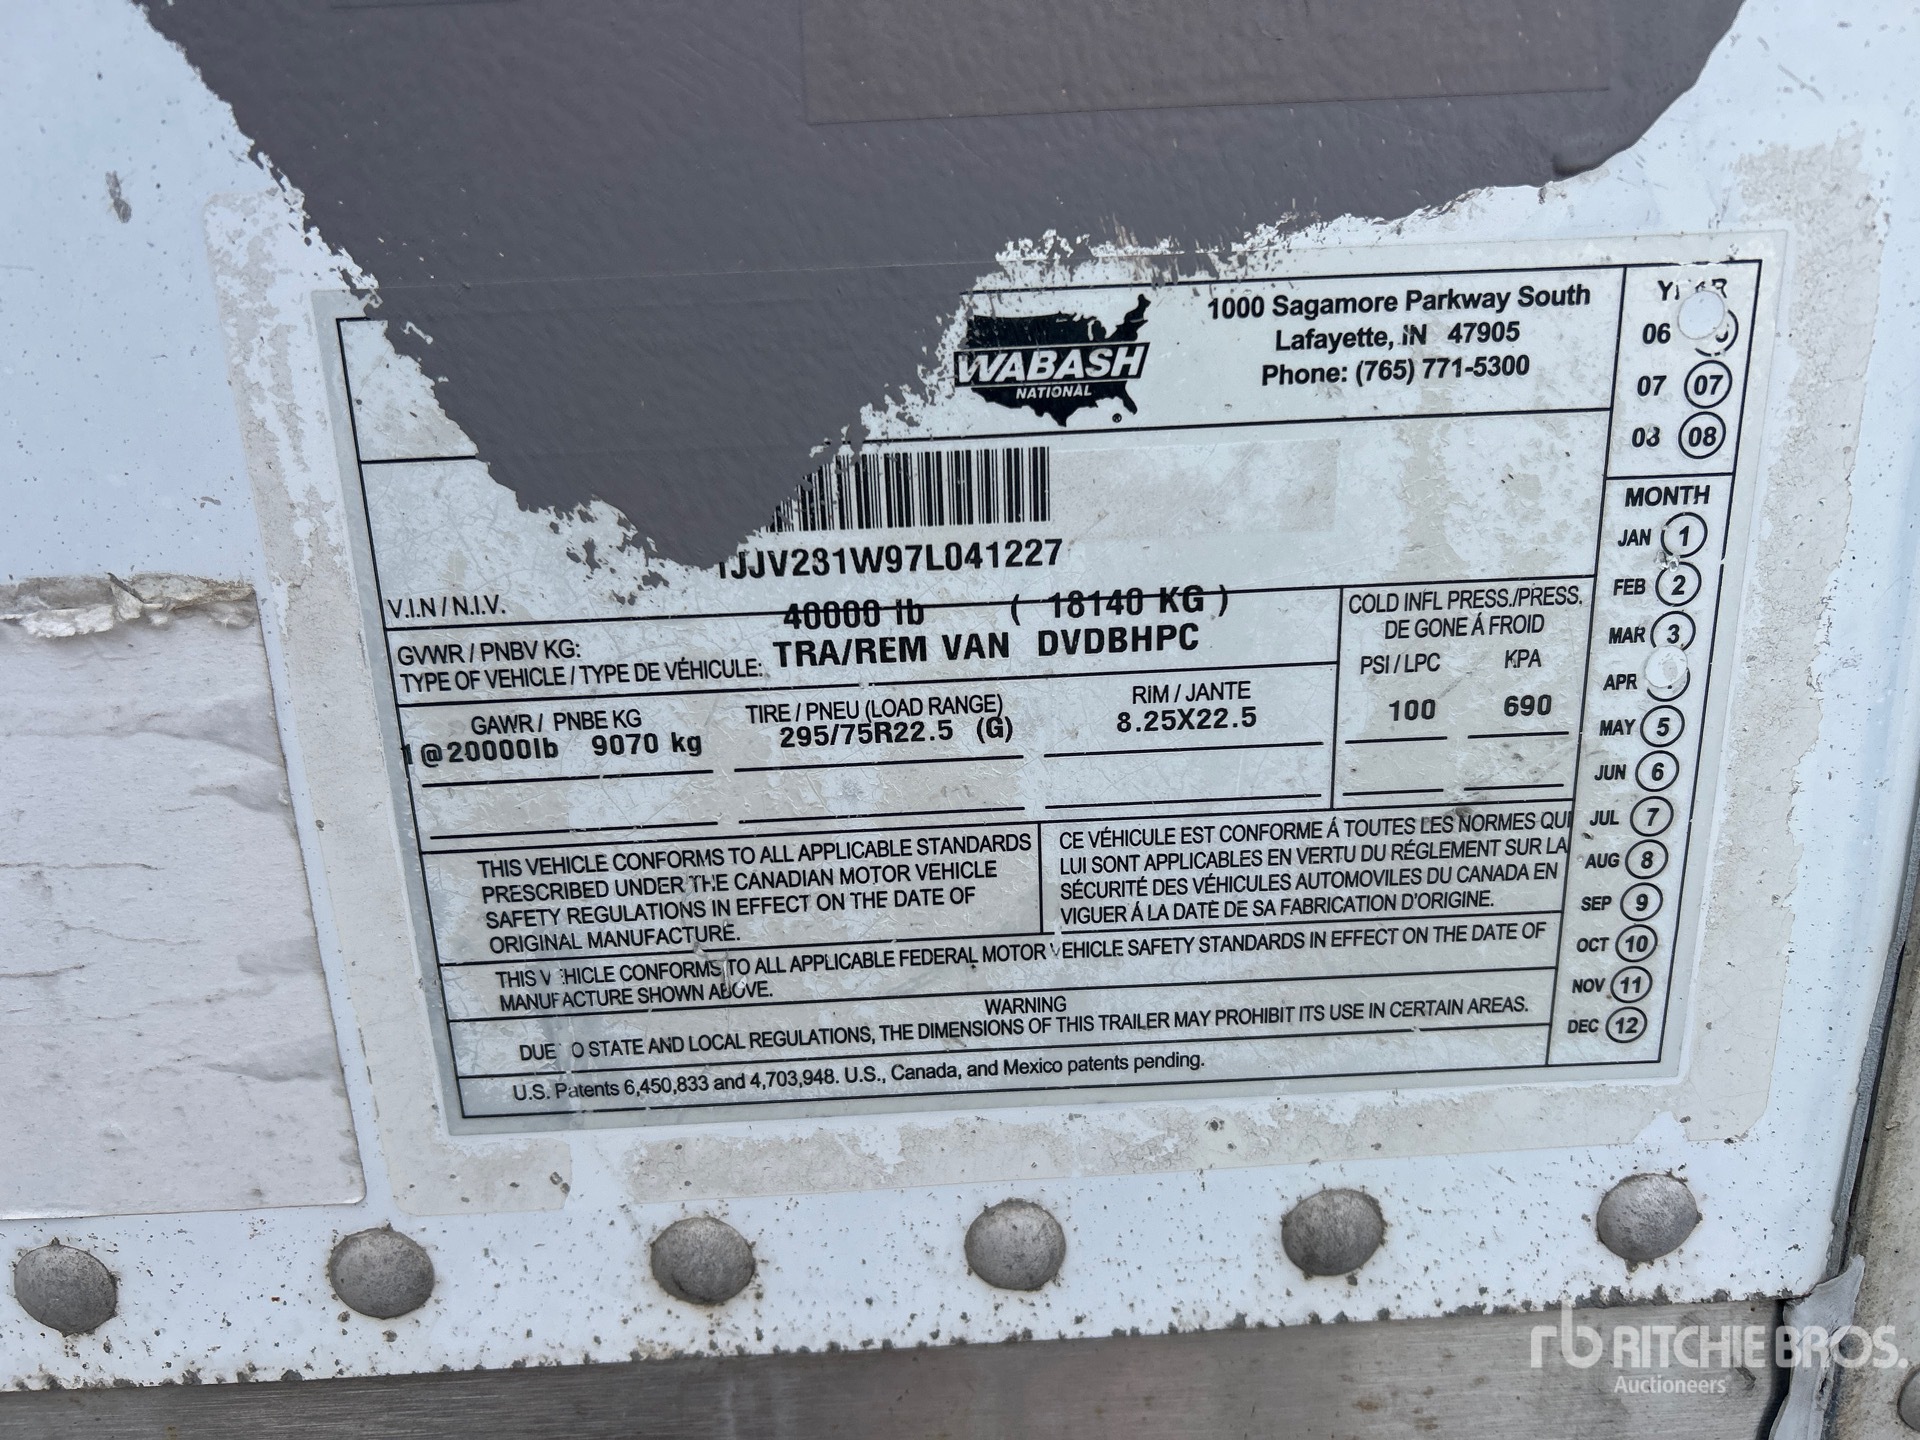 WABASH
NATIONAL
®
1000 Sagamore Parkway South
Lafayette, IN 47905
Phone: (765) 771-5300
YEAR
06
07 07
08 08
MONTH
JAN 1
FEB 2
MAR 3
APR
MAY 5
JUN 6
JUL 7
AUG 8
SEP 9
OCT 10
NOV 11
DEC 12
1JJV281W97L041227
V.I.N / N.I.V.
40000 lb ( 18140 KG )
GVWR / PNBV KG:
TYPE OF VEHICLE / TYPE DE VÉHICULE: TRA/REM VAN DVDBHPC
COLD INFL PRESS./PRESS.
DE GONE Á FROID
PSI / LPC KPA
100 690
GAWR / PNBE KG TIRE / PNEU (LOAD RANGE) RIM / JANTE
1@20000lb 9070 kg 295/75R22.5 (G) 8.25X22.5
THIS VEHICLE CONFORMS TO ALL APPLICABLE STANDARDS
PRESCRIBED UNDER THE CANADIAN MOTOR VEHICLE
SAFETY REGULATIONS IN EFFECT ON THE DATE OF
ORIGINAL MANUFACTURE.
CE VÉHICULE EST CONFORME Á TOUTES LES NORMES QUI
LUI SONT APPLICABLES EN VERTU DU RÉGLEMENT SUR LA
SÉCURITÉ DES VÉHICULES AUTOMOVILES DU CANADA EN
VIGUER Á LA DATE DE SA FABRICATION D'ORIGINE.
THIS VEHICLE CONFORMS TO ALL APPLICABLE FEDERAL MOTOR VEHICLE SAFETY STANDARDS IN EFFECT ON THE DATE OF
MANUFACTURE SHOWN ABOVE.
WARNING
DUE TO STATE AND LOCAL REGULATIONS, THE DIMENSIONS OF THIS TRAILER MAY PROHIBIT ITS USE IN CERTAIN AREAS.
U.S. Patents 6,450,833 and 4,703,948. U.S., Canada, and Mexico patents pending.
rb RITCHIE BROS.
Auctioneers